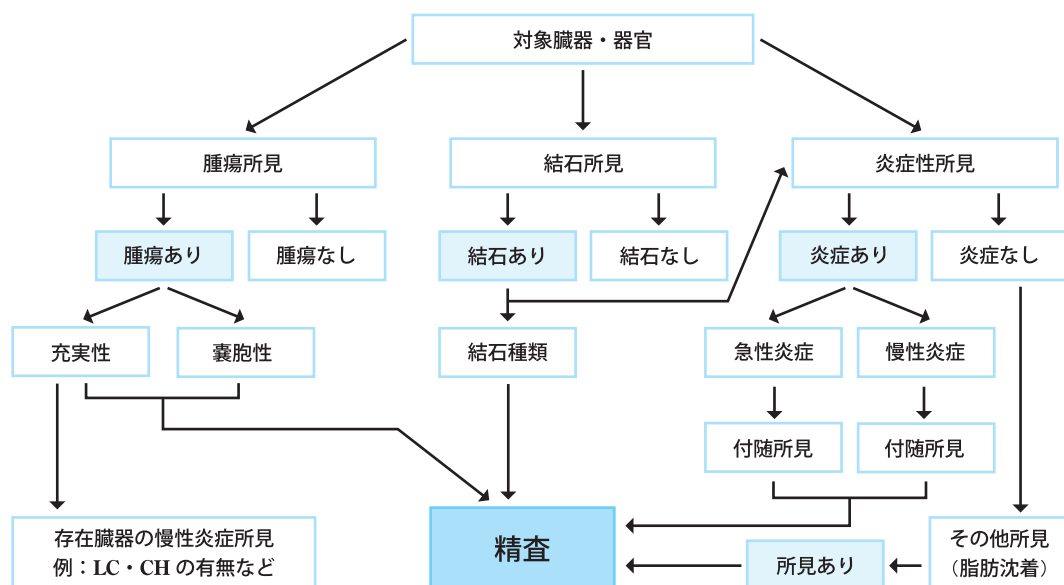 対象臓器・器官
腫瘍所見
結石所見
炎症性所見
腫瘍あり
腫瘍なし
結石あり
結石なし
炎症あり
炎症なし
充実性
嚢胞性
結石種類
急性炎症
慢性炎症
付随所見
付随所見
存在臓器の慢性炎症所見
例：LC・CH の有無など
精査
所見あり
その他所見
（脂肪沈着）